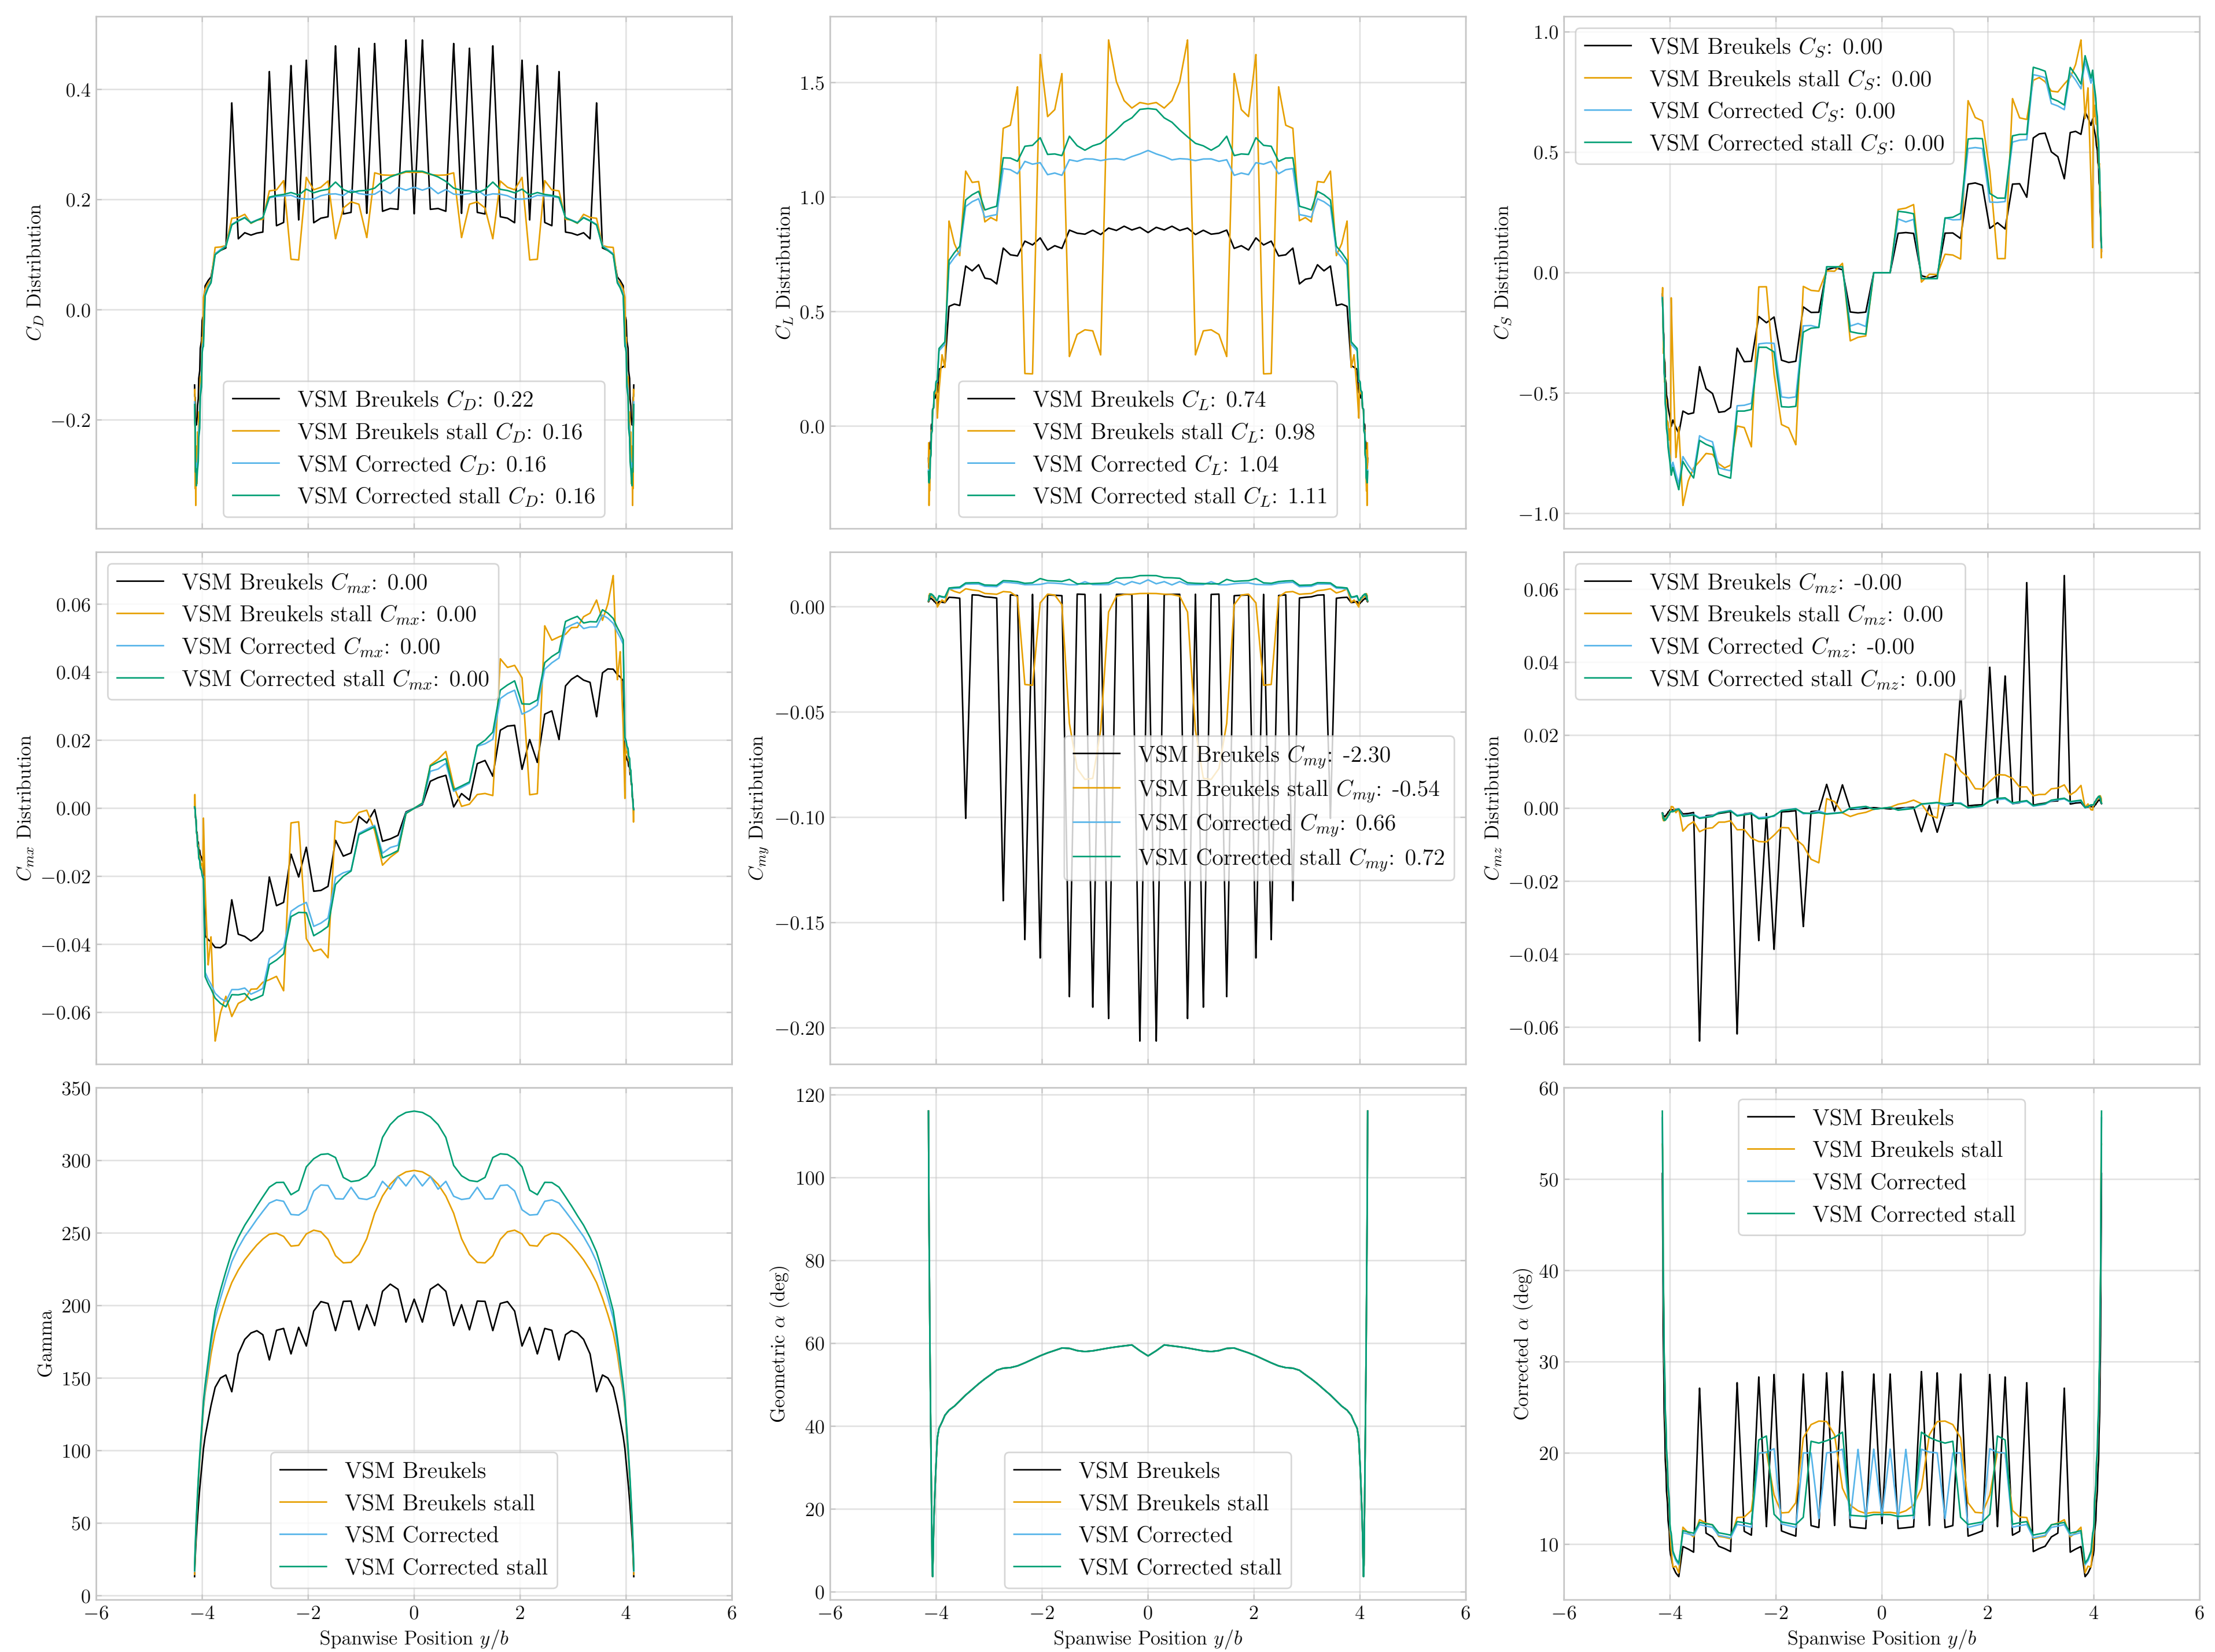 C_D Distribution
0.4
0.2
0.0
−0.2
VSM Breukels C_D: 0.22
VSM Breukels stall C_D: 0.16
VSM Corrected C_D: 0.16
VSM Corrected stall C_D: 0.16
C_L Distribution
1.5
1.0
0.5
0.0
VSM Breukels C_L: 0.74
VSM Breukels stall C_L: 0.98
VSM Corrected C_L: 1.04
VSM Corrected stall C_L: 1.11
C_S Distribution
1.0
0.5
0.0
−0.5
−1.0
VSM Breukels C_S: 0.00
VSM Breukels stall C_S: 0.00
VSM Corrected C_S: 0.00
VSM Corrected stall C_S: 0.00
C_mx Distribution
0.06
0.04
0.02
0.00
−0.02
−0.04
−0.06
VSM Breukels C_mx: 0.00
VSM Breukels stall C_mx: 0.00
VSM Corrected C_mx: 0.00
VSM Corrected stall C_mx: 0.00
C_my Distribution
0.00
−0.05
−0.10
−0.15
−0.20
VSM Breukels C_my: -2.30
VSM Breukels stall C_my: -0.54
VSM Corrected C_my: 0.66
VSM Corrected stall C_my: 0.72
C_mz Distribution
0.06
0.04
0.02
0.00
−0.02
−0.04
−0.06
VSM Breukels C_mz: -0.00
VSM Breukels stall C_mz: 0.00
VSM Corrected C_mz: -0.00
VSM Corrected stall C_mz: 0.00
Gamma
350
300
250
200
150
100
50
0
VSM Breukels
VSM Breukels stall
VSM Corrected
VSM Corrected stall
−6 −4 −2 0 2 4 6
Spanwise Position y/b
Geometric α (deg)
120
100
80
60
40
20
0
VSM Breukels
VSM Breukels stall
VSM Corrected
VSM Corrected stall
−6 −4 −2 0 2 4 6
Spanwise Position y/b
Corrected α (deg)
60
50
40
30
20
10
VSM Breukels
VSM Breukels stall
VSM Corrected
VSM Corrected stall
−6 −4 −2 0 2 4 6
Spanwise Position y/b